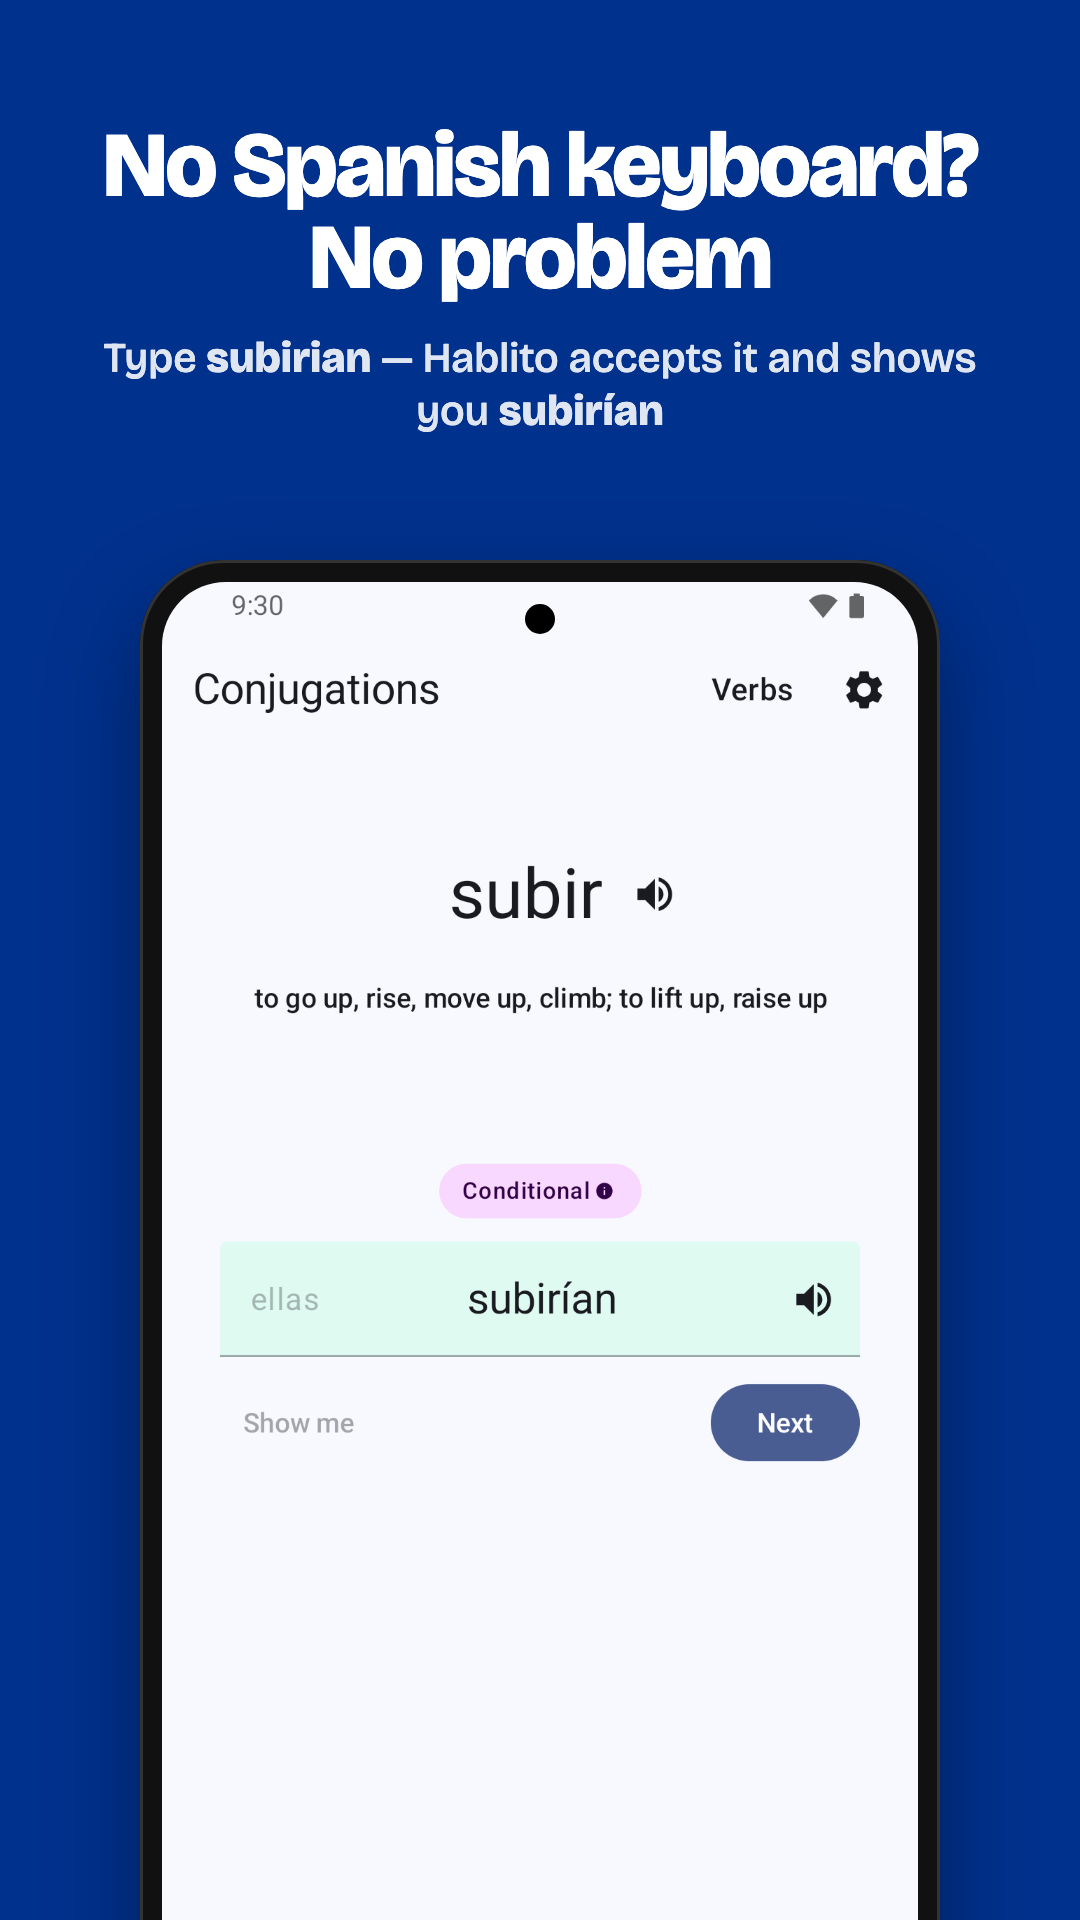 No Spanish keyboard?
No problem
Type subirian — Hablito accepts it and shows
you subirían
9:30
Conjugations
Verbs
subir
to go up, rise, move up, climb; to lift up, raise up
Conditional
ellas
subirían
Show me
Next